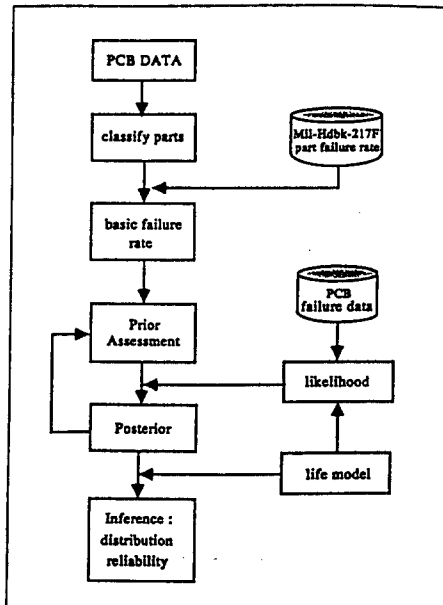 PCB DATA
classify parts
Mil-Hdbk-217F
part failure rate
basic failure
rate
PCB
failure data
Prior
Assessment
likelihood
Posterior
life model
Inference :
distribution
reliability